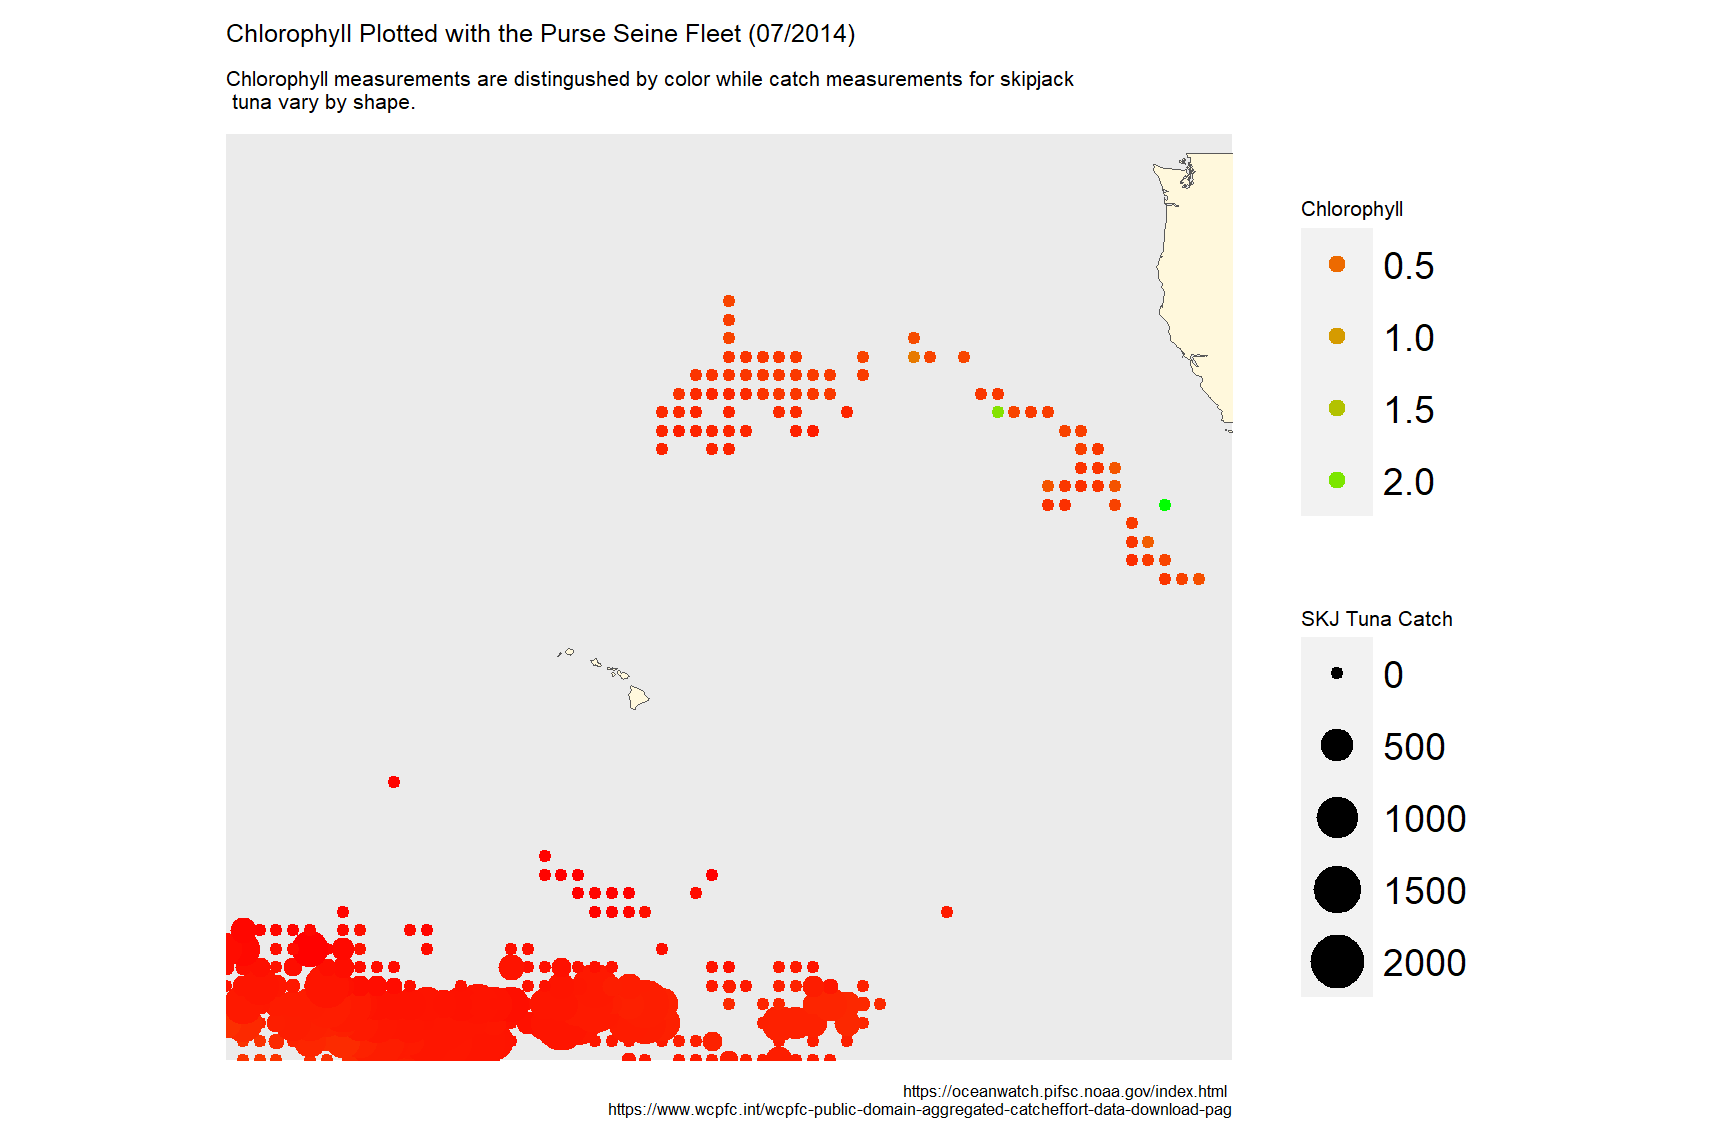 Chlorophyll Plotted with the Purse Seine Fleet (07/2014)
Chlorophyll measurements are distingushed by color while catch measurements for skipjack
tuna vary by shape.
Chlorophyll
0.5
1.0
1.5
2.0
SKJ Tuna Catch
0
500
1000
1500
2000
https://oceanwatch.pifsc.noaa.gov/index.html
https://www.wcpfc.int/wcpfc-public-domain-aggregated-catcheffort-data-download-pag